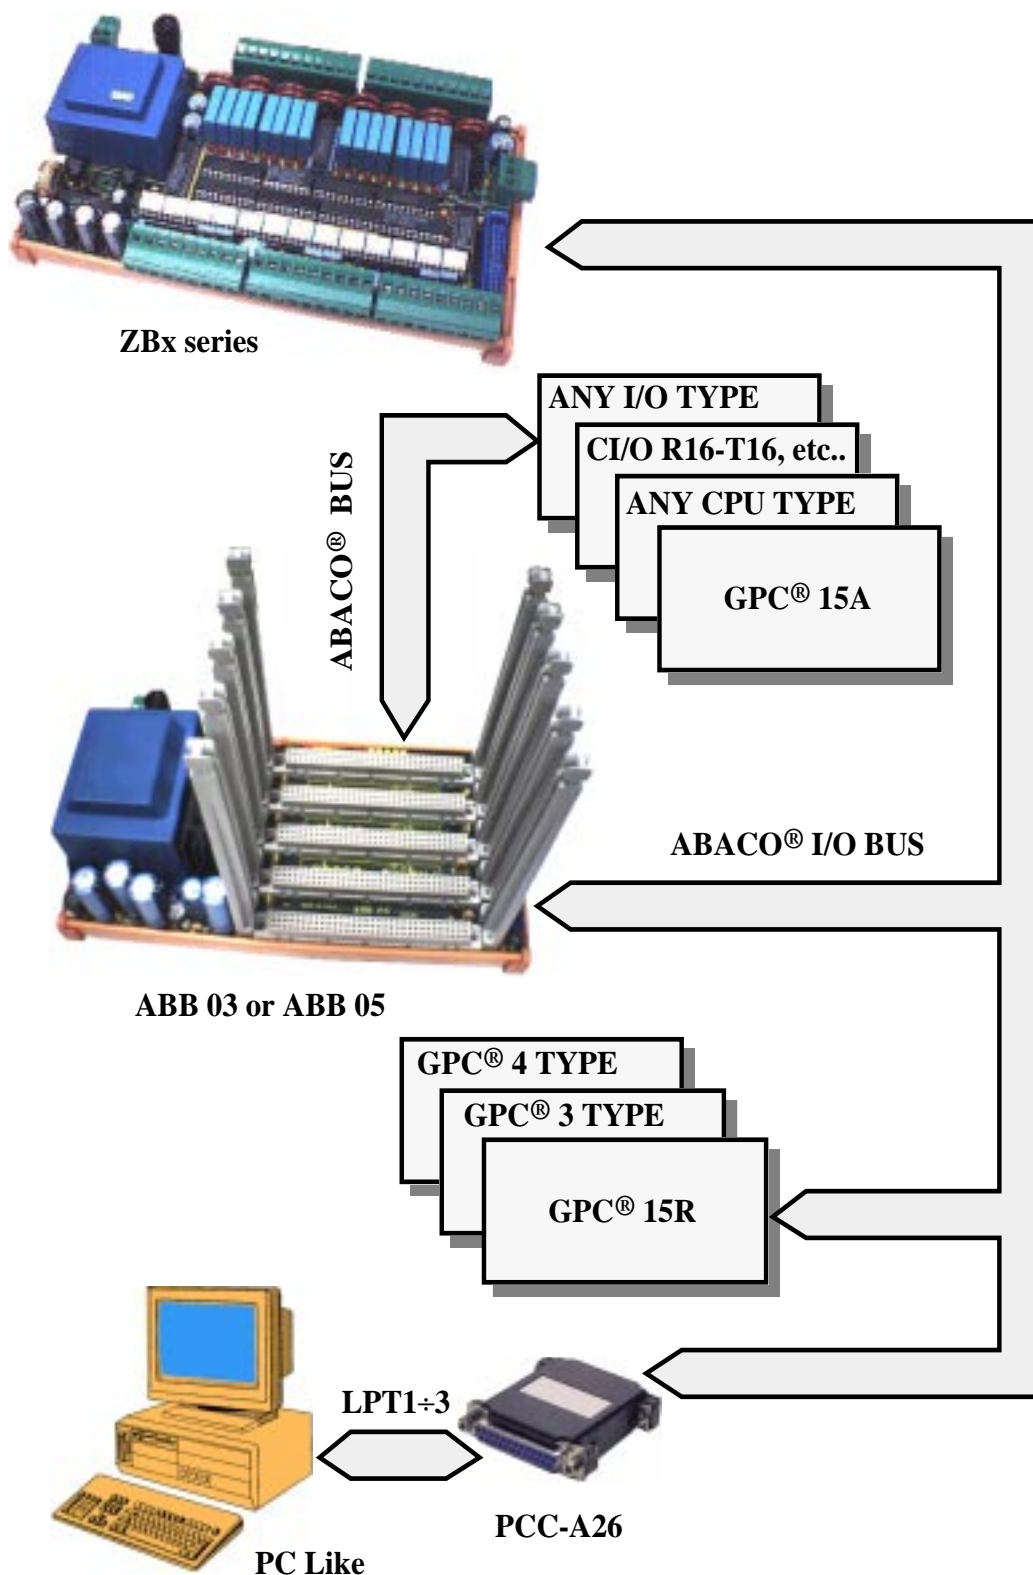 ZBx series
ANY I/O TYPE
CI/O R16-T16, etc..
ANY CPU TYPE
GPC® 15A
ABACO® BUS
ABACO® I/O BUS
ABB 03 or ABB 05
GPC® 4 TYPE
GPC® 3 TYPE
GPC® 15R
LPT1÷3
PCC-A26
PC Like